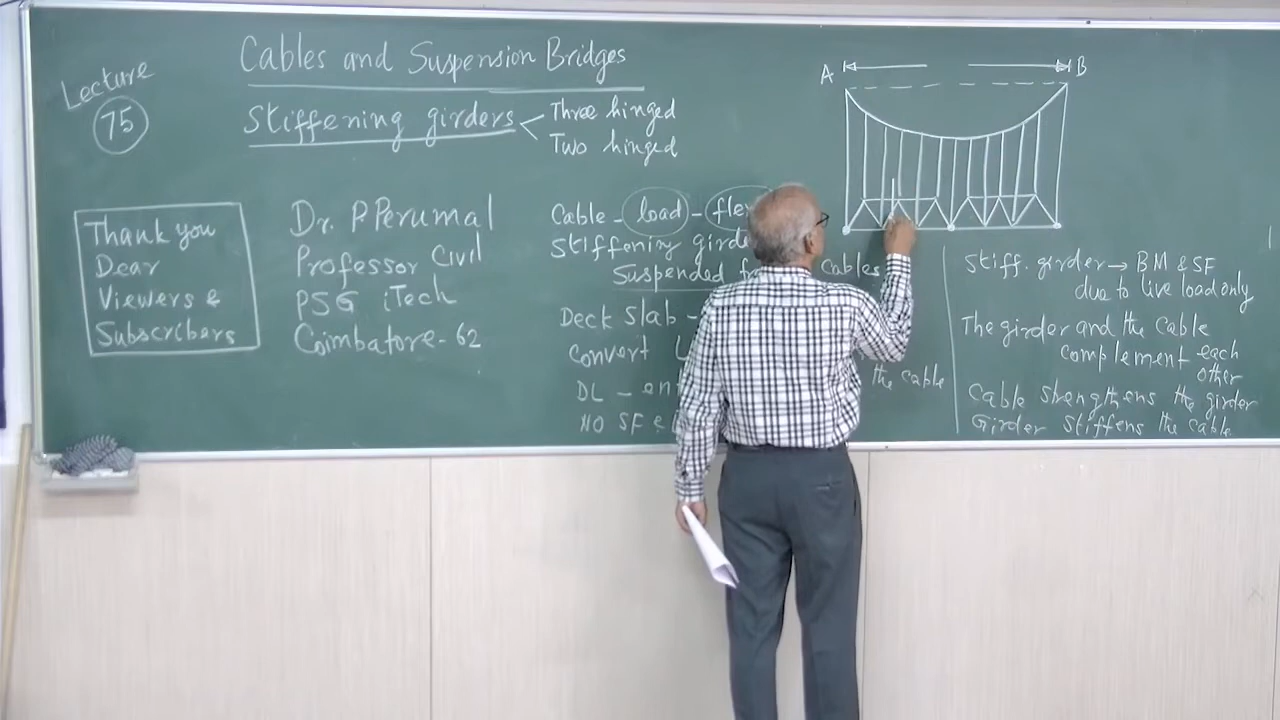 Lecture
75
Cables and Suspension Bridges
Stiffening girders
Three hinged
Two hinged
Thank you
Dear
Viewers &
Subscribers
Dr. P Perumal
Professor Civil
PSG iTech
Coimbatore-62
Cable - load -
Stiffening
Suspended cables
Deck Slab -
Convert
the cable
DL -
NO SF
A B
Stiff. girder → BM & SF
due to live load only
The girder and the cable
complement each
other
Cable strengthens the girder
Girder stiffens the cable